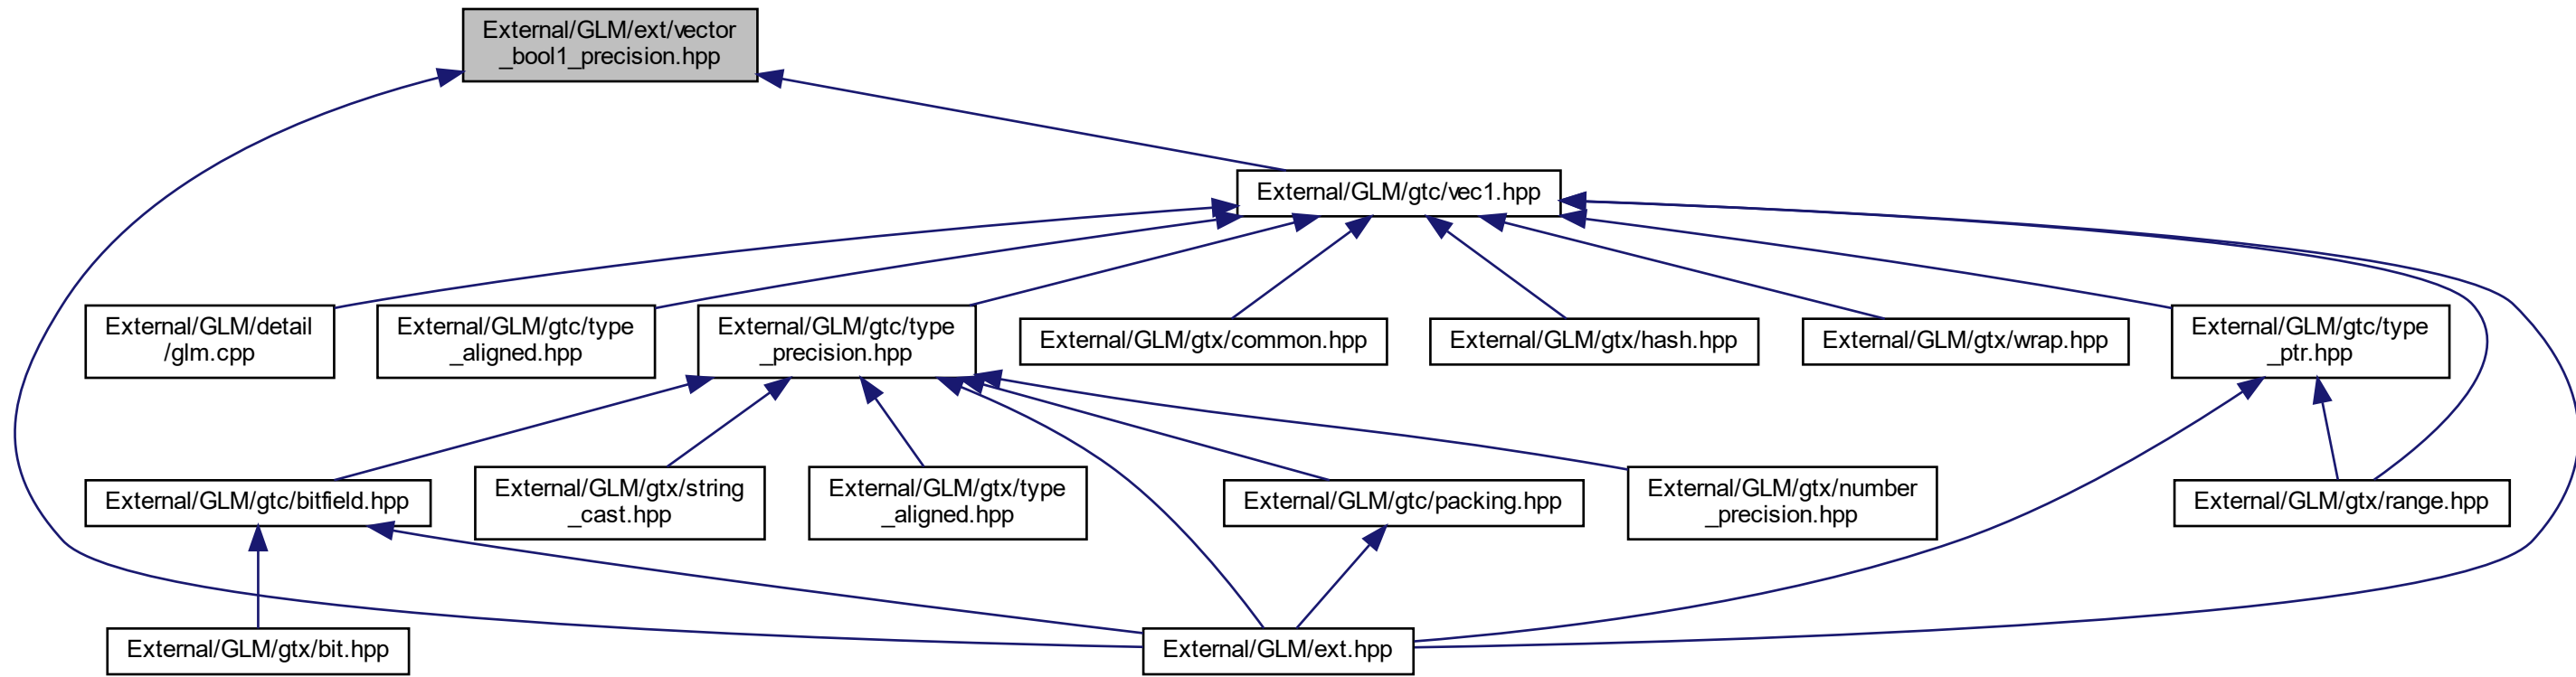 External/GLM/ext/vector
_bool1_precision.hpp
External/GLM/gtc/vec1.hpp
External/GLM/detail
/glm.cpp
External/GLM/gtc/type
_aligned.hpp
External/GLM/gtc/type
_precision.hpp
External/GLM/gtx/common.hpp
External/GLM/gtx/hash.hpp
External/GLM/gtx/wrap.hpp
External/GLM/gtc/type
_ptr.hpp
External/GLM/gtc/bitfield.hpp
External/GLM/gtx/string
_cast.hpp
External/GLM/gtx/type
_aligned.hpp
External/GLM/gtc/packing.hpp
External/GLM/gtx/number
_precision.hpp
External/GLM/gtx/range.hpp
External/GLM/gtx/bit.hpp
External/GLM/ext.hpp